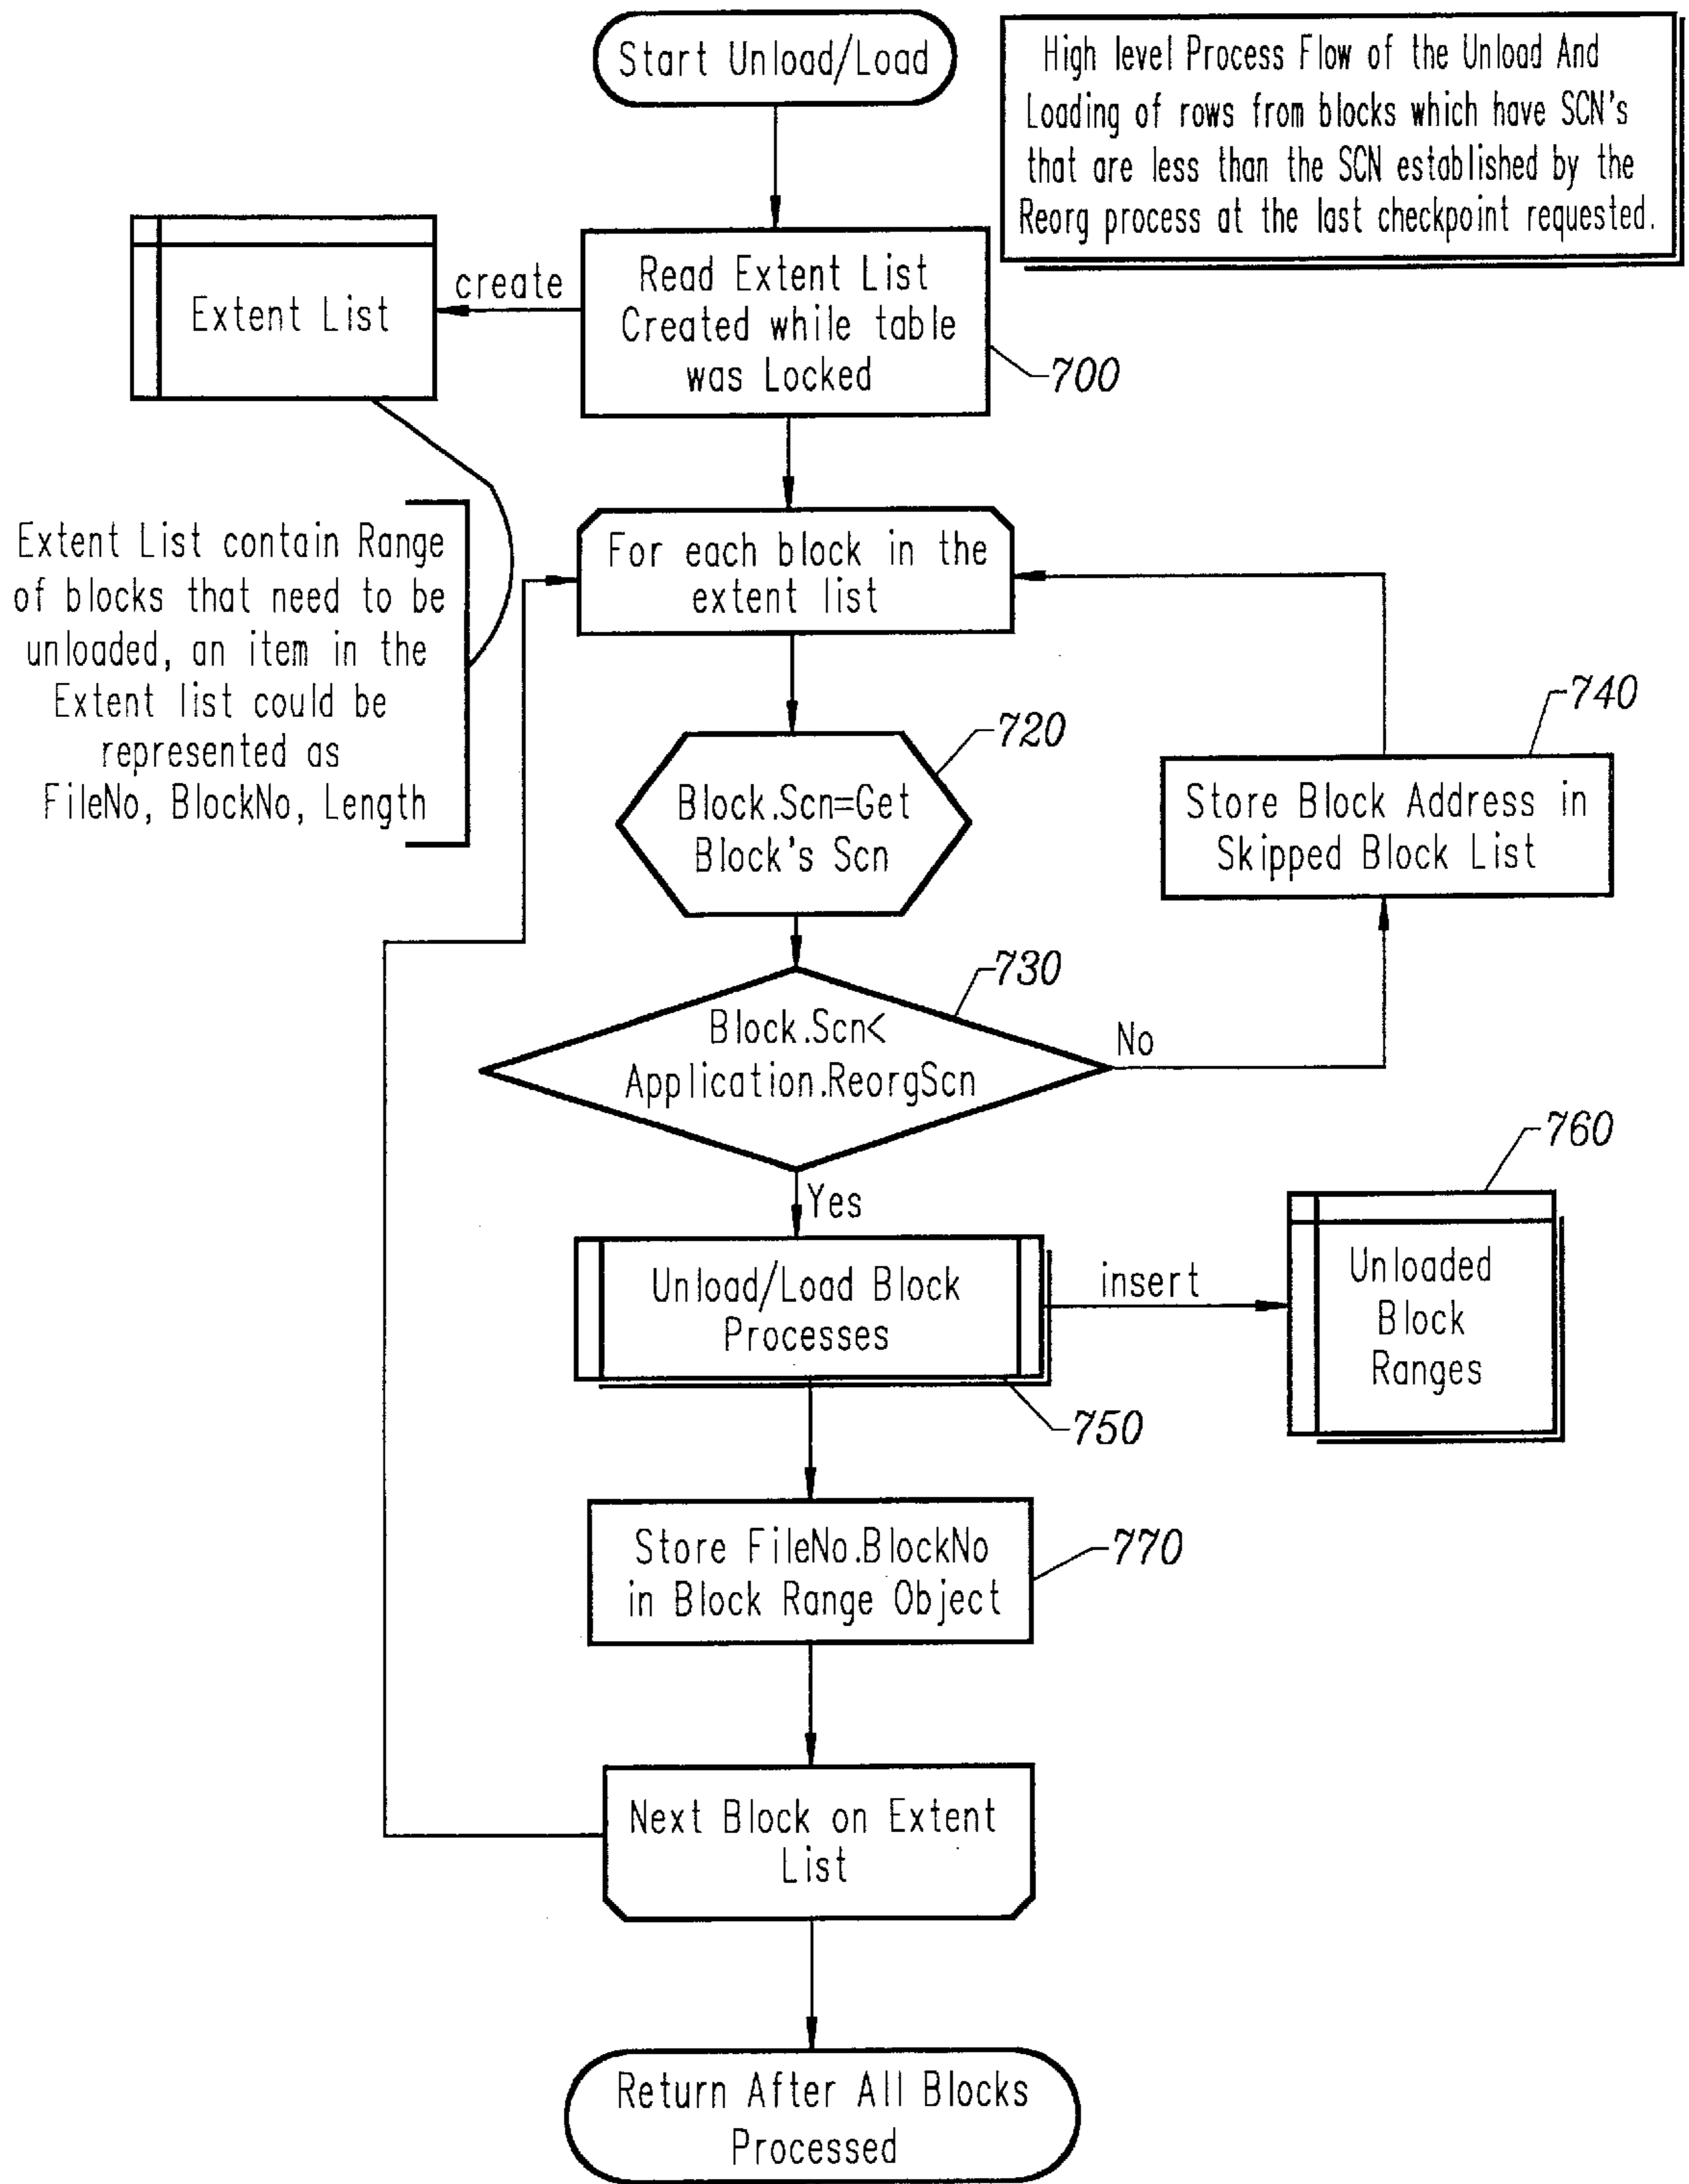 Start Unload/Load
High level Process Flow of the Unload And
Loading of rows from blocks which have SCN's
that are less than the SCN established by the
Reorg process at the last checkpoint requested.
Extent List
create
Read Extent List
Created while table
was Locked
700
Extent List contain Range
of blocks that need to be
unloaded, an item in the
Extent list could be
represented as
FileNo, BlockNo, Length
For each block in the
extent list
720
Block.Scn=Get
Block's Scn
740
Store Block Address in
Skipped Block List
730
Block.Scn<
Application.ReorgScn
No
Yes
760
Unload/Load Block
Processes
insert
Unloaded
Block
Ranges
750
Store FileNo.BlockNo
in Block Range Object
770
Next Block on Extent
List
Return After All Blocks
Processed